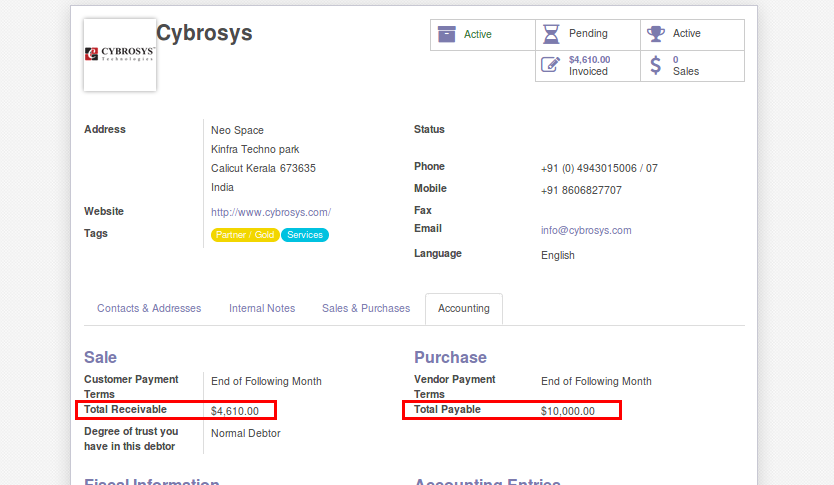 CYBROSYS
Technologies
Cybrosys
Active
Pending
Active
$4,610.00
Invoiced
0
Sales
Address
Neo Space
Kinfra Techno park
Calicut Kerala 673635
India
Website
http://www.cybrosys.com/
Tags
Partner / Gold Services
Status
Phone
+91 (0) 4943015006 / 07
Mobile
+91 8606827707
Fax
Email
info@cybrosys.com
Language
English
Contacts & Addresses
Internal Notes
Sales & Purchases
Accounting
Sale
Customer Payment
Terms
End of Following Month
Total Receivable
$4,610.00
Degree of trust you
have in this debtor
Normal Debtor
Purchase
Vendor Payment
Terms
End of Following Month
Total Payable
$10,000.00
Fiscal Information
Accounting Entries